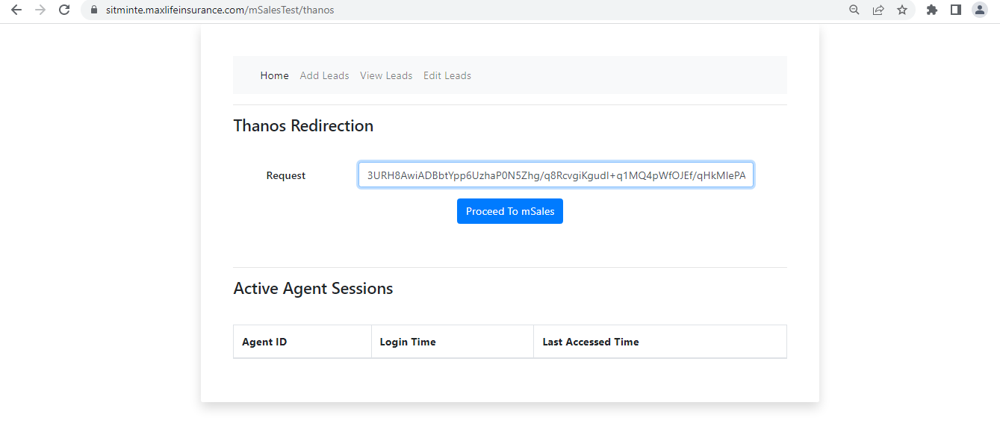 sitminte.maxlifeinsurance.com/mSalesTest/thanos
Home Add Leads View Leads Edit Leads
Thanos Redirection
Request 3URH8AwiADBbtYpp6UzhaP0N5Zhg/q8RcvgiKgudI+q1MQ4pWfOJEf/qHkMIePA
Proceed To mSales
Active Agent Sessions
Agent ID Login Time Last Accessed Time